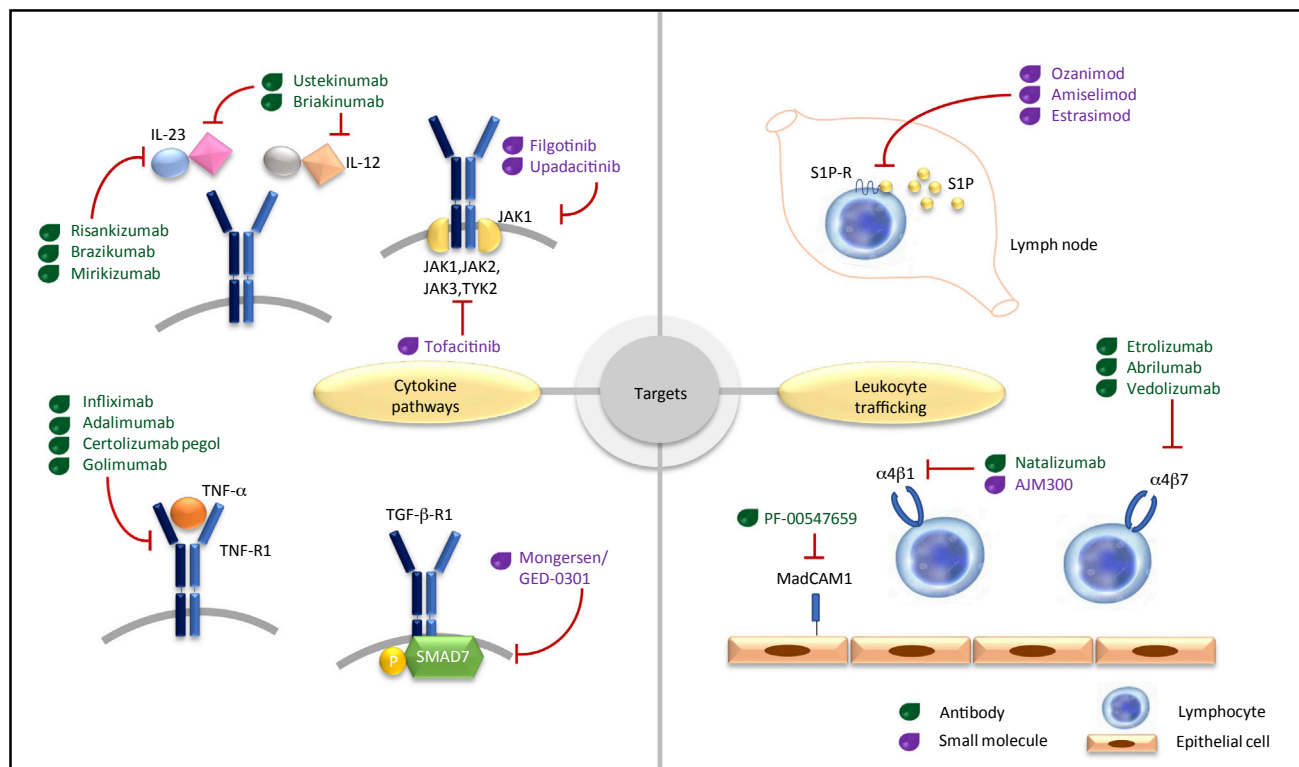 Ustekinumab
Briakinumab
IL-23
IL-12
Risankizumab
Brazikumab
Mirikizumab
Filgotinib
Upadacitinib
JAK1
JAK1,JAK2,
JAK3,TYK2
Tofacitinib
Cytokine
pathways
Targets
Leukocyte
trafficking
Ozanimod
Amiselimod
Estrasimod
S1P-R
S1P
Lymph node
Infliximab
Adalimumab
Certolizumab pegol
Golimumab
TNF-α
TNF-R1
TGF-β-R1
Mongersen/
GED-0301
P
SMAD7
Etrolizumab
Abrilumab
Vedolizumab
α4β1
Natalizumab
AJM300
α4β7
PF-00547659
MadCAM1
Antibody
Small molecule
Lymphocyte
Epithelial cell